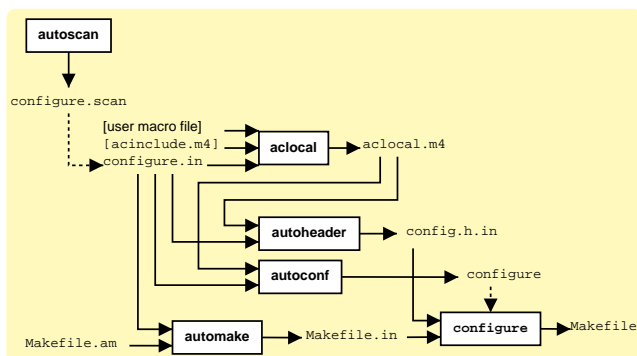 autoscan
configure.scan
[user macro file]
[acinclude.m4]
configure.in
aclocal
aclocal.m4
autoheader
config.h.in
autoconf
configure
Makefile.am
automake
Makefile.in
configure
Makefile